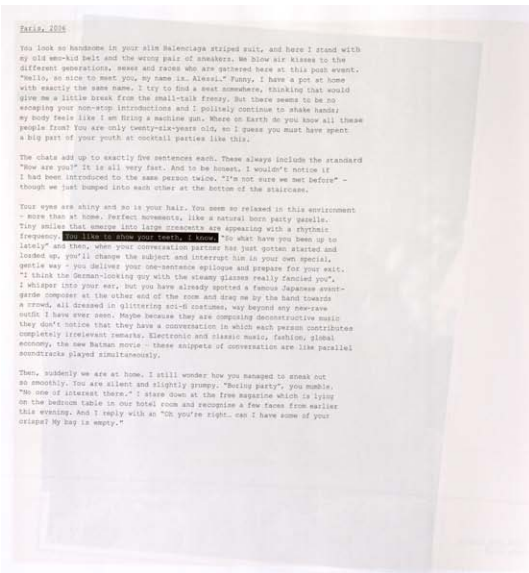 Paris, 2006
You look so handsome in your slim Balenciaga striped suit, and here I stand with
my old emo-kid belt and the wrong pair of sneakers. We blow air kisses to the
different generations, sexes and races who are gathered here at this posh event.
"Hello, so nice to meet you, my name is… Alessi…" Funny, I have a pot at home
with exactly the same name. I try to find a seat somewhere, thinking that would
give me a little break from the small-talk frenzy. But there seems to be no
escaping your non-stop introductions and I politely continue to shake hands;
my body feels like I am firing a machine gun. Where on Earth do you know all these
people from? You are only twenty-six-years old, so I guess you must have spent
a big part of your youth at cocktail parties like this.
The chats add up to exactly five sentences each. These always include the standard
"How are you?" It is all very fast. And to be honest, I wouldn't notice if
I had been introduced to the same person twice. "I'm not sure we met before" –
though we just bumped into each other at the bottom of the staircase.
Your eyes are shiny and so is your hair. You seem so relaxed in this environment
– more than at home. Perfect movements, like a natural born party gazelle.
Tiny smiles that emerge into large crescents are appearing with a rhythmic
frequency. You like to show your teeth, I know. "So what have you been up to
lately" and then, when your conversation partner has just gotten started and
loaded up, you'll change the subject and interrupt him in your own special,
gentle way – you deliver your one-sentence epilogue and prepare for your exit.
"I think the German-looking guy with the steamy glasses really fancied you",
I whisper into your ear, but you have already spotted a famous Japanese avant-
garde composer at the other end of the room and drag me by the hand towards
a crowd, all dressed in glittering sci-fi costumes, way beyond any new-rave
outfit I have ever seen. Maybe because they are composing deconstructive music
they don't notice that they have a conversation in which each person contributes
completely irrelevant remarks. Electronic and classic music, fashion, global
economy, the new Batman movie – these snippets of conversation are like parallel
soundtracks played simultaneously.
Then, suddenly we are at home. I still wonder how you managed to sneak out
so smoothly. You are silent and slightly grumpy. "Boring party", you mumble.
"No one of interest there." I stare down at the free magazine which is lying
on the bedroom table in our hotel room and recognize a few faces from earlier
this evening. And I reply with an "Oh you're right… can I have some of your
crisps? My bag is empty."